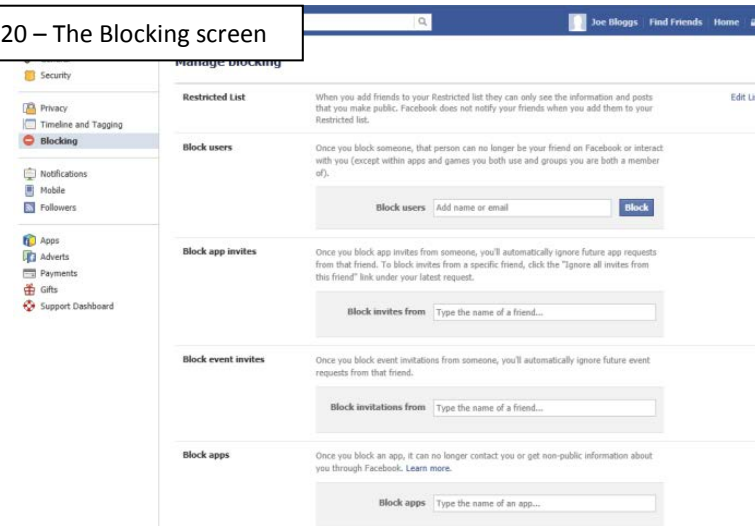 20 – The Blocking screen
Joe Bloggs Find Friends Home
Manage Blocking
Security
Privacy
Timeline and Tagging
Blocking
Notifications
Mobile
Followers
Apps
Adverts
Payments
Gifts
Support Dashboard
Restricted List
When you add friends to your Restricted list they can only see the information and posts
that you make public. Facebook does not notify your friends when you add them to your
Restricted list.
Edit Li
Block users
Once you block someone, that person can no longer be your friend on Facebook or interact
with you (except within apps and games you both use and groups you are both a member
of).
Block users Add name or email Block
Block app invites
Once you block app invites from someone, you'll automatically ignore future app requests
from that friend. To block invites from a specific friend, click the "Ignore all invites from
this friend" link under your latest request.
Block invites from Type the name of a friend...
Block event invites
Once you block event invitations from someone, you'll automatically ignore future event
requests from that friend.
Block invitations from Type the name of a friend...
Block apps
Once you block an app, it can no longer contact you or get non-public information about
you through Facebook. Learn more.
Block apps Type the name of an app...